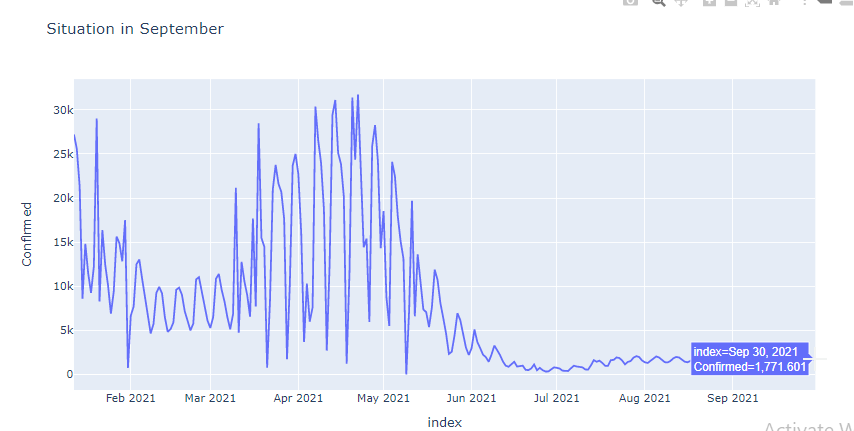 Situation in September
30k
25k
20k
15k
10k
5k
0
Confirmed
index=Sep 30, 2021
Confirmed=1,771.601
Feb 2021
Mar 2021
Apr 2021
May 2021
Jun 2021
Jul 2021
Aug 2021
Sep 2021
index
Activate W